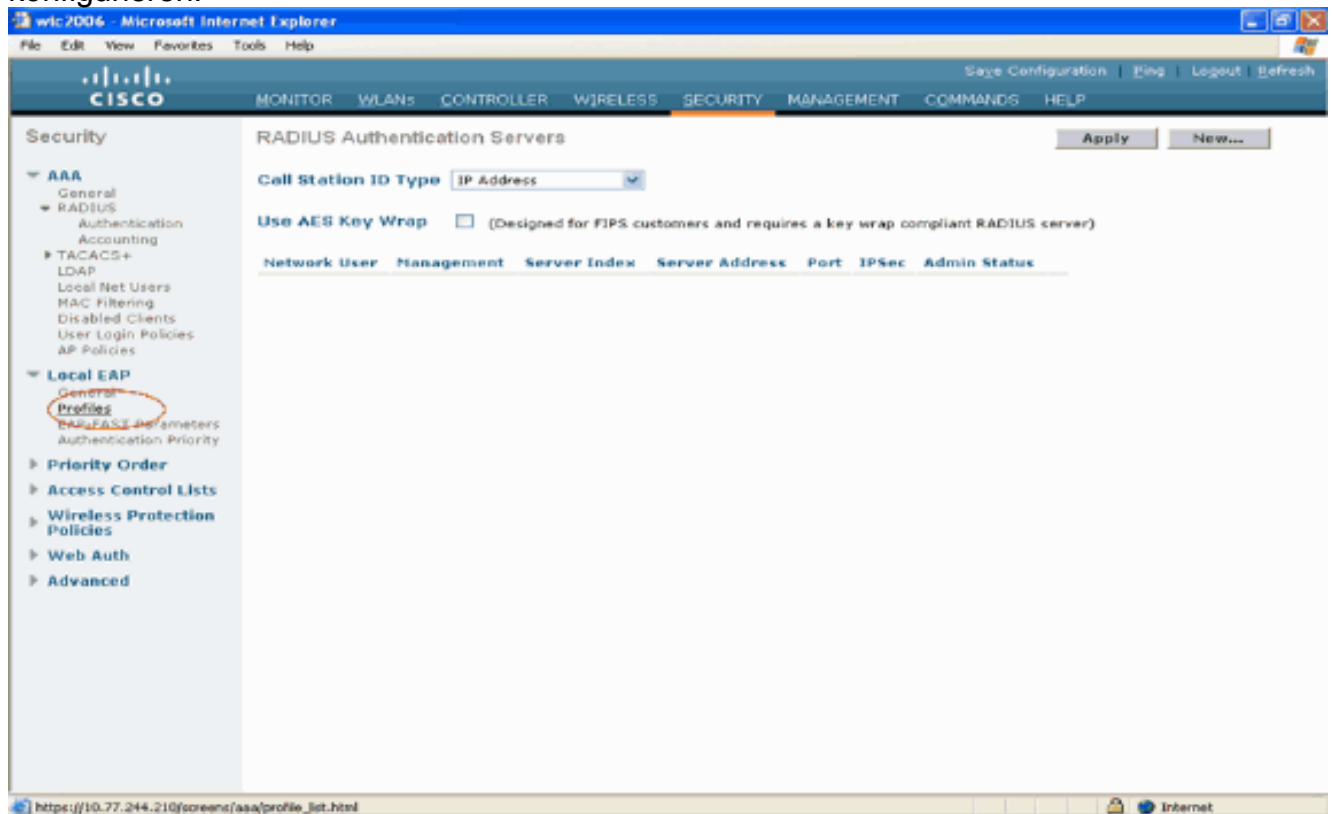 wlc2006 - Microsoft Internet Explorer
File Edit View Favorites Tools Help
Save Configuration | Ping | Logout | Refresh
CISCO
MONITOR WLANs CONTROLLER WIRELESS SECURITY MANAGEMENT COMMANDS HELP
Security
AAA
General
RADIUS
Authentication
Accounting
TACACS+
LDAP
Local Net Users
MAC Filtering
Disabled Clients
User Login Policies
AP Policies
Local EAP
General
Profiles
EAP-FAST Parameters
Authentication Priority
Priority Order
Access Control Lists
Wireless Protection
Policies
Web Auth
Advanced
RADIUS Authentication Servers
Apply New...
Call Station ID Type IP Address
Use AES Key Wrap (Designed for FIPS customers and requires a key wrap compliant RADIUS server)
Network User Management Server Index Server Address Port IPSec Admin Status
https://10.77.244.210/screens/aaa/profile_list.html
Internet